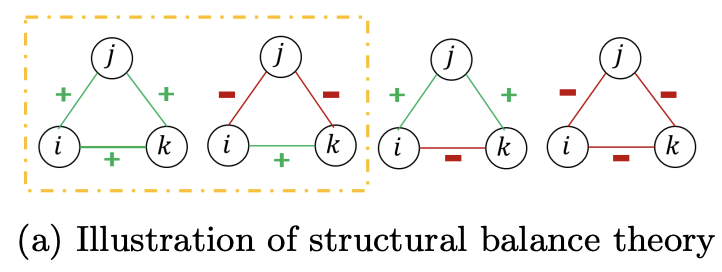 j j j j
+ + − − + + − −
i + k i + k i − k i − k
(a) Illustration of structural balance theory